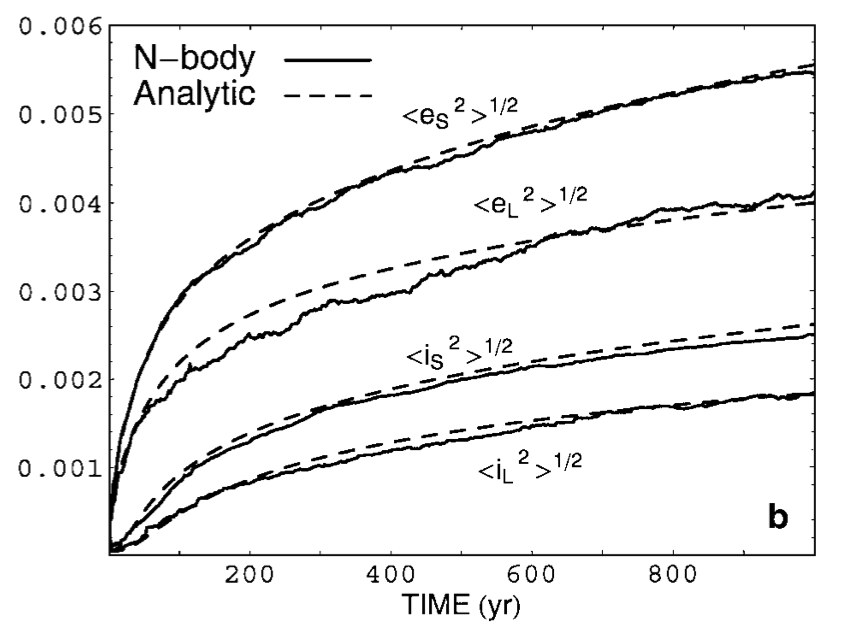 0.006
N−body
Analytic
<e_S^2>^1/2
0.005
0.004
<e_L^2>^1/2
0.003
<i_S^2>^1/2
0.002
0.001
<i_L^2>^1/2
b
200 400 600 800
TIME (yr)